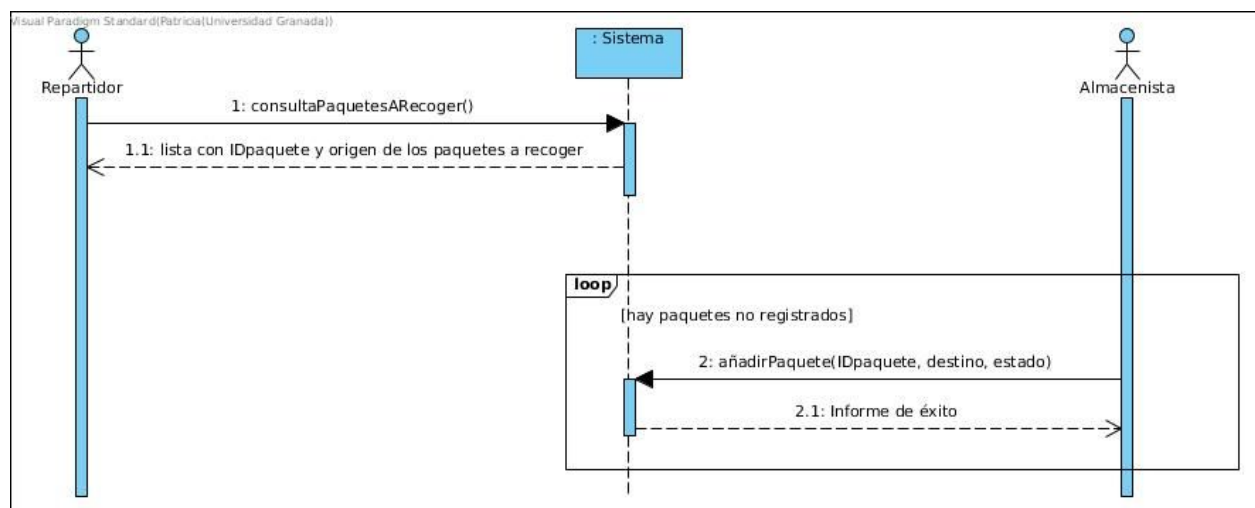 Visual Paradigm Standard(Patricia(Universidad Granada))
: Sistema
Repartidor
Almacenista
1: consultaPaquetesARecoger()
1.1: lista con IDpaquete y origen de los paquetes a recoger
loop
[hay paquetes no registrados]
2: añadirPaquete(IDpaquete, destino, estado)
2.1: Informe de éxito